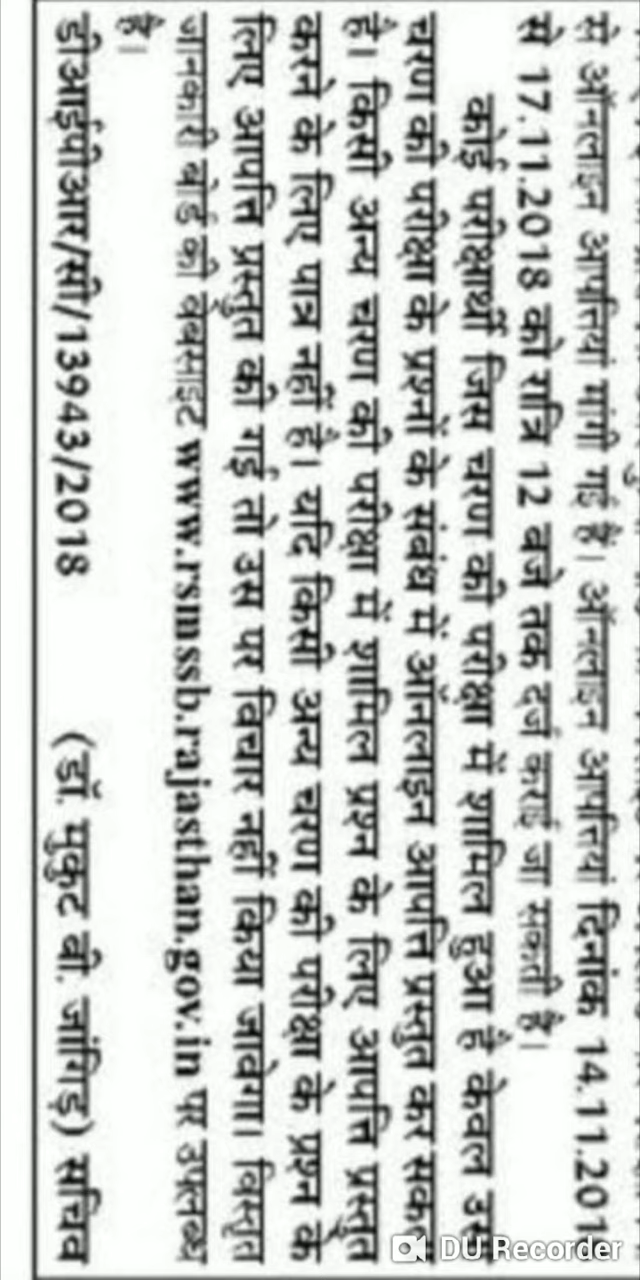 से ऑनलाइन आपत्तियां मांगी गई हैं। ऑनलाइन आपत्तियां दिनांक 14.11.201
से 17.11.2018 को रात्रि 12 बजे तक दर्ज कराई जा सकती है।
कोई परीक्षार्थी जिस चरण की परीक्षा में शामिल हुआ है केवल उस
चरण की परीक्षा के प्रश्नों के संबंध में ऑनलाइन आपत्ति प्रस्तुत कर सकत
है। किसी अन्य चरण की परीक्षा में शामिल प्रश्न के लिए आपत्ति प्रस्तुत
करने के लिए पात्र नहीं है। यदि किसी अन्य चरण की परीक्षा के प्रश्न के
लिए आपत्ति प्रस्तुत की गई तो उस पर विचार नहीं किया जावेगा। विस्तृत
जानकारी बोर्ड की वेबसाइट www.rsmssb.rajasthan.gov.in पर उपलब्ध
है।
डीआईपीआर/सी/13943/2018 (डॉ. मुकुट बी. जांगिड़) सचिव
DU Recorder